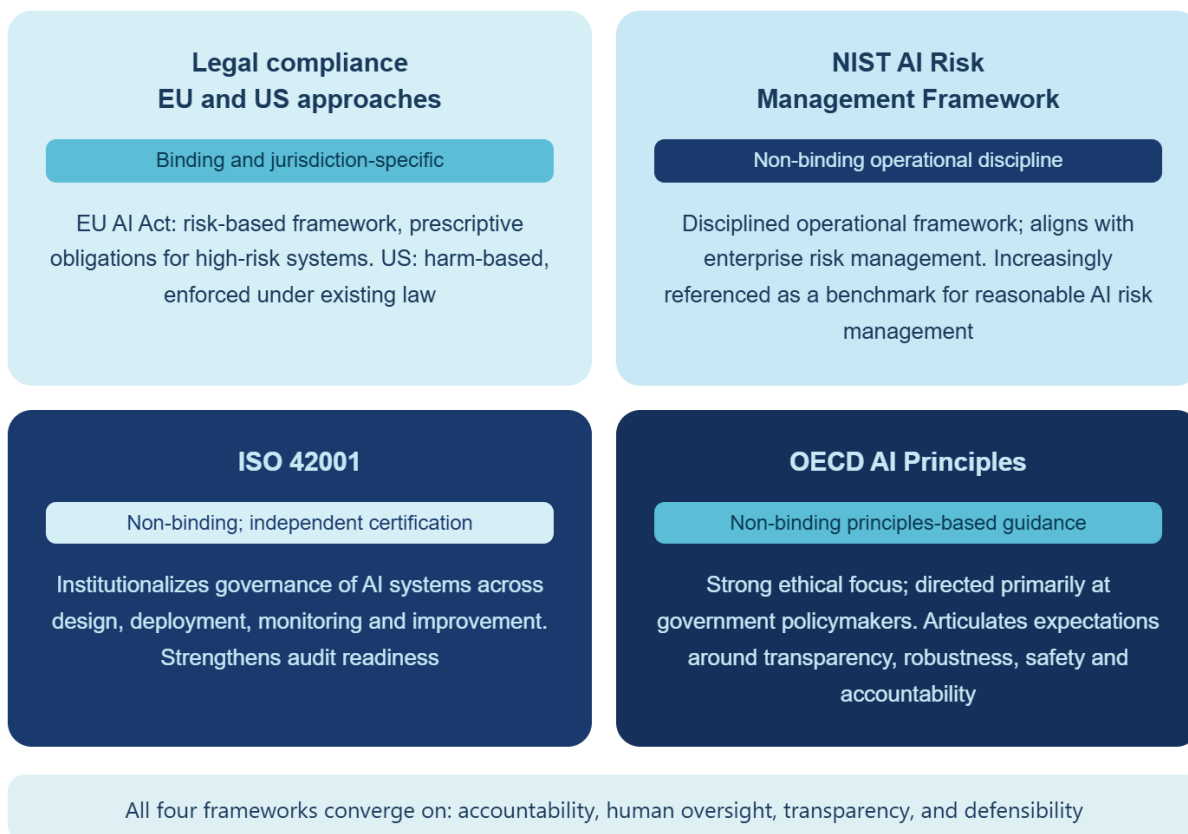 Legal compliance
EU and US approaches
Binding and jurisdiction-specific
EU AI Act: risk-based framework, prescriptive
obligations for high-risk systems. US: harm-based,
enforced under existing law
NIST AI Risk
Management Framework
Non-binding operational discipline
Disciplined operational framework; aligns with
enterprise risk management. Increasingly
referenced as a benchmark for reasonable AI risk
management
ISO 42001
Non-binding; independent certification
Institutionalizes governance of AI systems across
design, deployment, monitoring and improvement.
Strengthens audit readiness
OECD AI Principles
Non-binding principles-based guidance
Strong ethical focus; directed primarily at
government policymakers. Articulates expectations
around transparency, robustness, safety and
accountability
All four frameworks converge on: accountability, human oversight, transparency, and defensibility